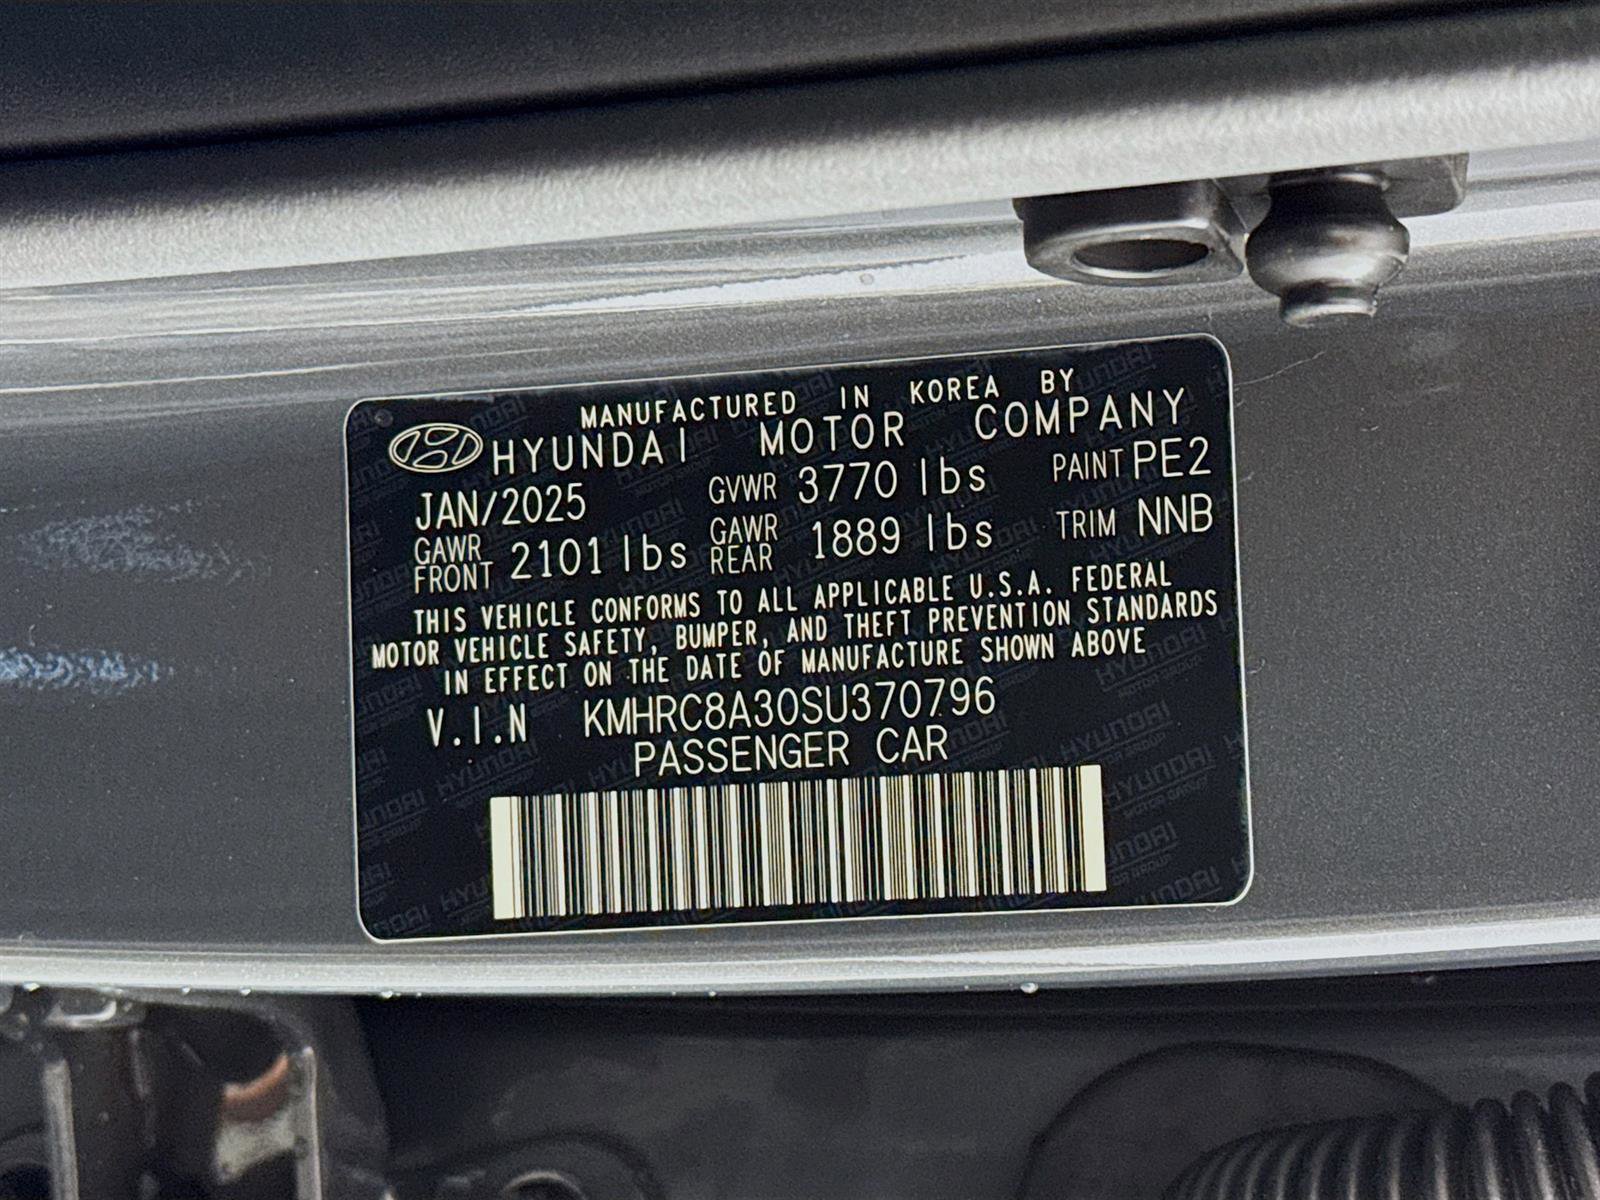 MANUFACTURED IN KOREA BY
HYUNDAI MOTOR COMPANY
JAN/2025 GVWR 3770 lbs PAINT PE2
GAWR FRONT 2101 lbs GAWR REAR 1889 lbs TRIM NNB
THIS VEHICLE CONFORMS TO ALL APPLICABLE U.S.A. FEDERAL
MOTOR VEHICLE SAFETY, BUMPER, AND THEFT PREVENTION STANDARDS
IN EFFECT ON THE DATE OF MANUFACTURE SHOWN ABOVE
V.I.N KMHRC8A30SU370796
PASSENGER CAR